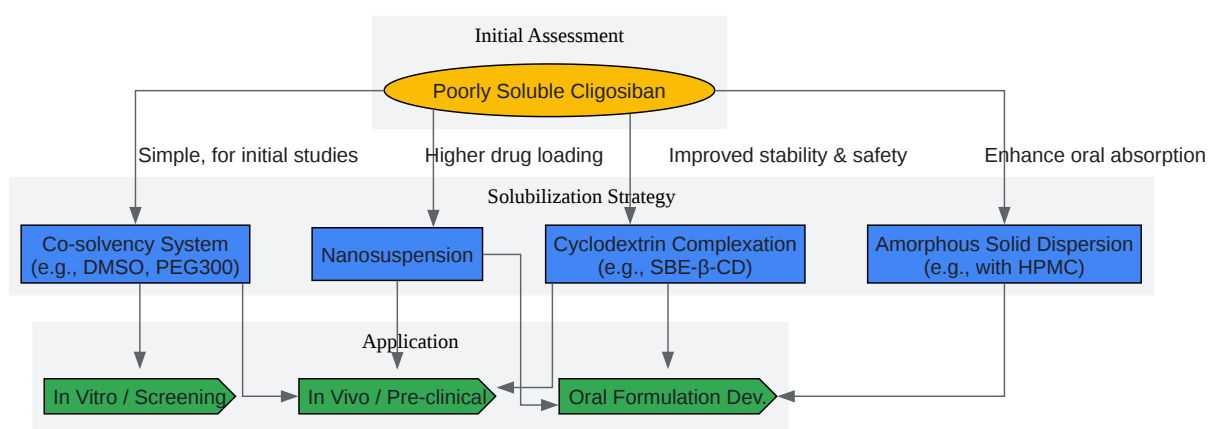 Initial Assessment
Poorly Soluble Cligosiban
Simple, for initial studies
Higher drug loading
Improved stability & safety
Enhance oral absorption
Solubilization Strategy
Co-solvency System
(e.g., DMSO, PEG300)
Nanosuspension
Cyclodextrin Complexation
(e.g., SBE-β-CD)
Amorphous Solid Dispersion
(e.g., with HPMC)
Application
In Vitro / Screening
In Vivo / Pre-clinical
Oral Formulation Dev.